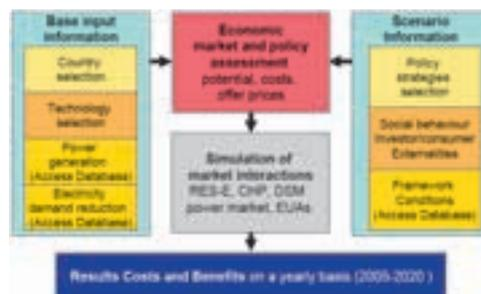 Base input
information
Country
selection
Technology
selection
Power
generation
(Access Database)
Electricity
demand reduction
(Access Database)
Economic
market and policy
assessment
potential, costs,
offer prices
Simulation of
market interactions
RES-E, CHP, DSM
power market, EUAs
Scenario
Information
Policy
strategies
selection
Social behaviour
Investor/consumer
Externalities
Framework
Conditions
(Access Database)
Results Costs and Benefits on a yearly basis (2005-2020 )